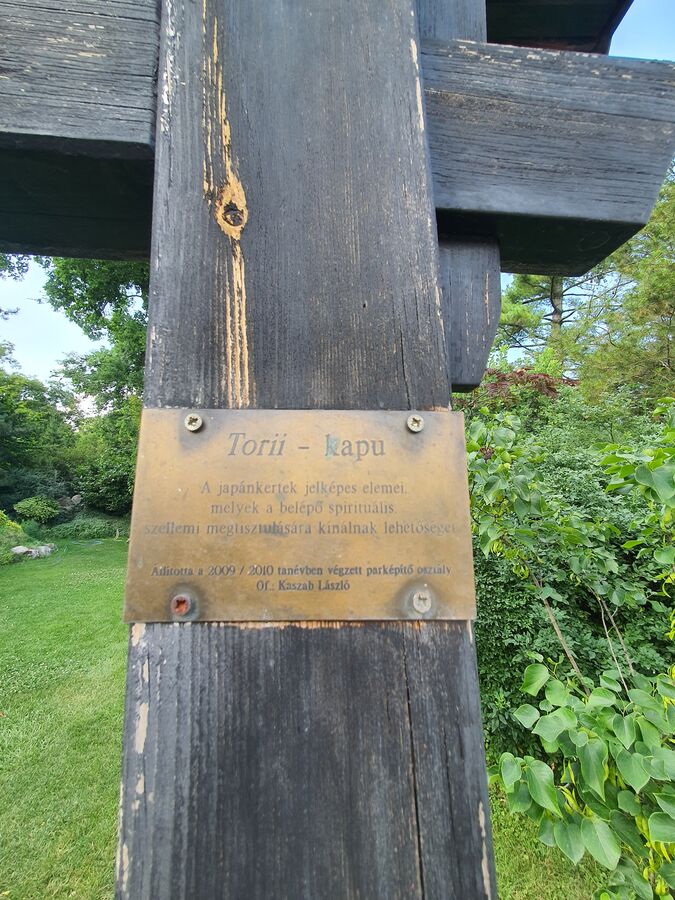 Torii - kapu
A japánkertek jelképes elemei,
melyek a belépő spirituális,
szellemi megtisztulására kínálnak lehetőséget.
Állította a 2009 / 2010 tanévben végzett parképítő osztály
Of.: Kaszab László